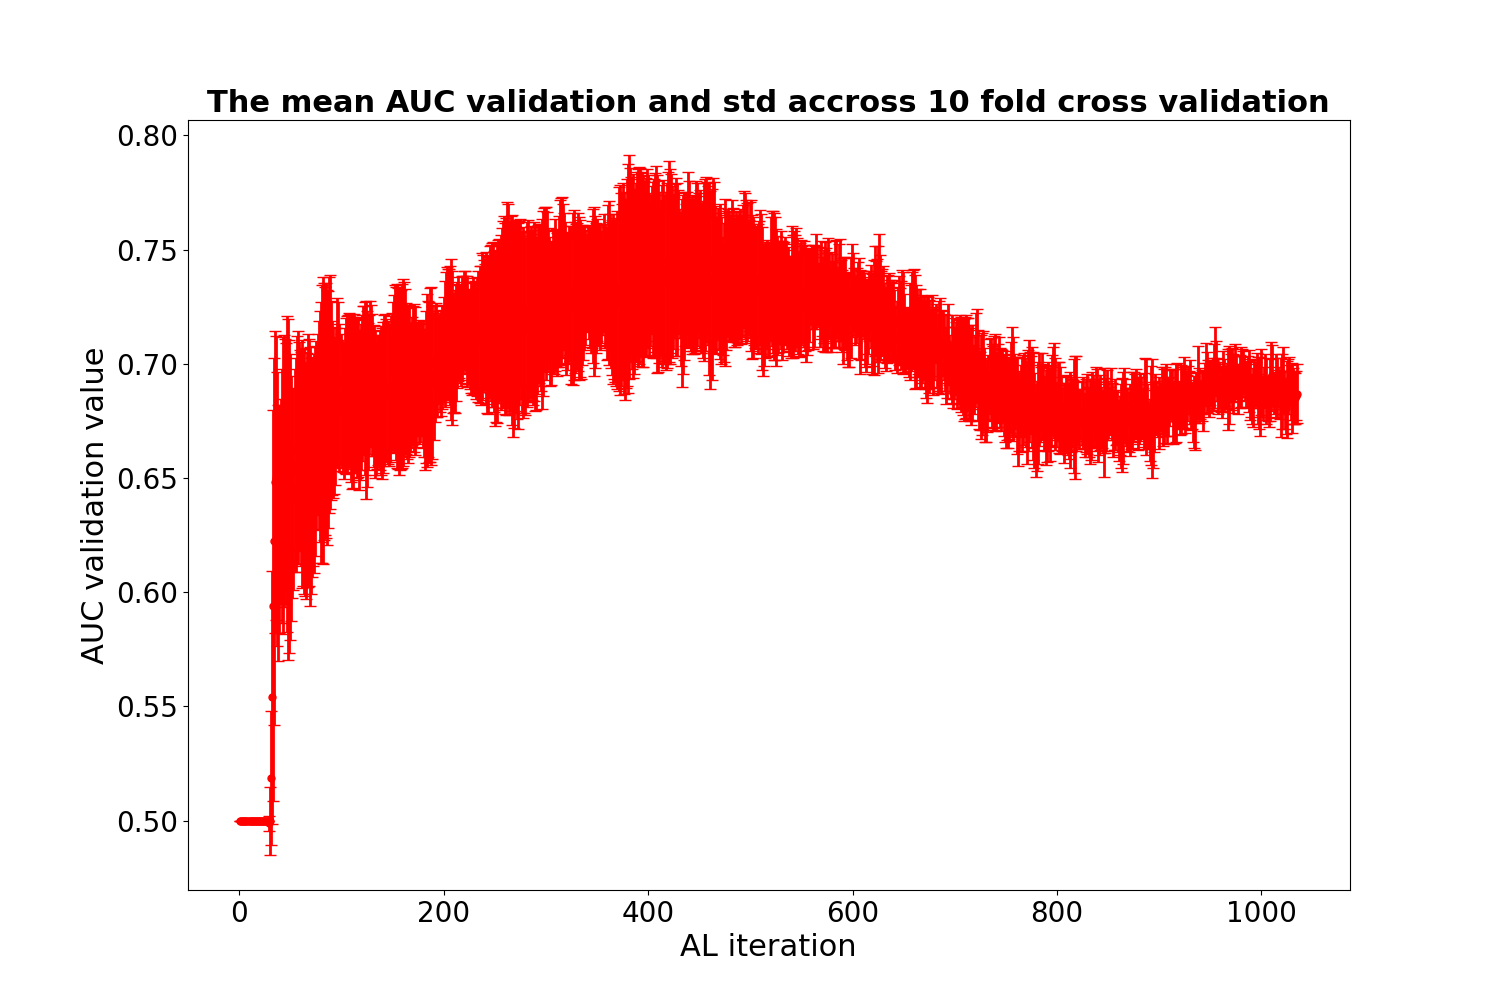 The mean AUC validation and std accross 10 fold cross validation
0.80
0.75
0.70
0.65
0.60
0.55
0.50
AUC validation value
0 200 400 600 800 1000
AL iteration